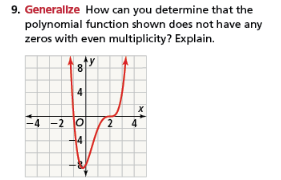 9. Generalize How can you determine that the
polynomial function shown does not have any
zeros with even multiplicity? Explain.
y
8
4
x
-4 -2 O 2 4
-4
-8